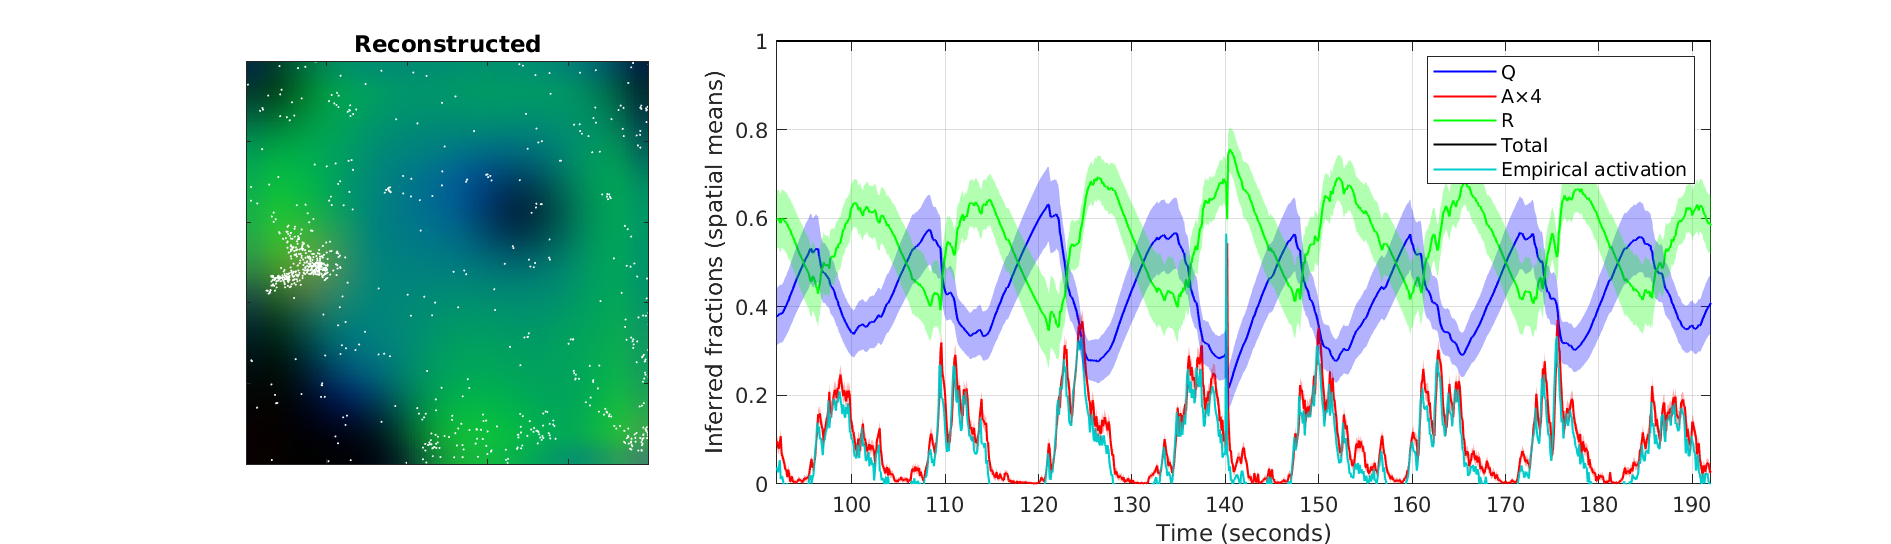 Reconstructed
Inferred fractions (spatial means)
1
0.8
0.6
0.4
0.2
0
Q
A×4
R
Total
Empirical activation
100 110 120 130 140 150 160 170 180 190
Time (seconds)